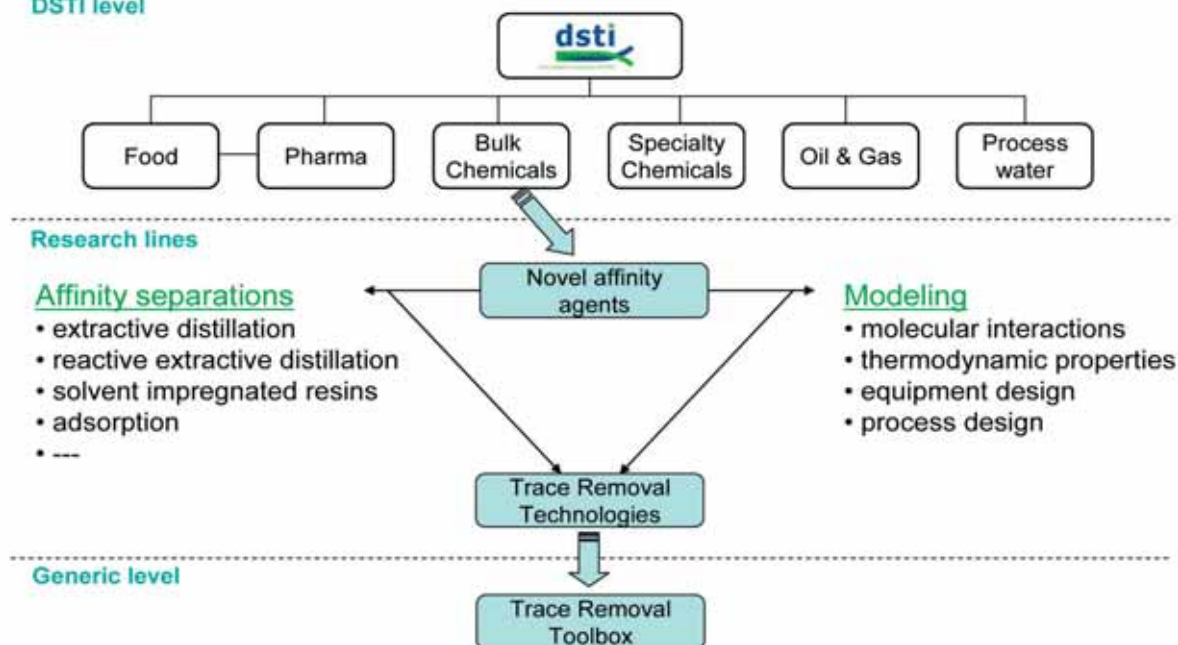 DSTI level
dsti
Food
Pharma
Bulk
Chemicals
Specialty
Chemicals
Oil & Gas
Process
water
Research lines
Novel affinity
agents
Affinity separations
• extractive distillation
• reactive extractive distillation
• solvent impregnated resins
• adsorption
• ---
Modeling
• molecular interactions
• thermodynamic properties
• equipment design
• process design
Trace Removal
Technologies
Generic level
Trace Removal
Toolbox